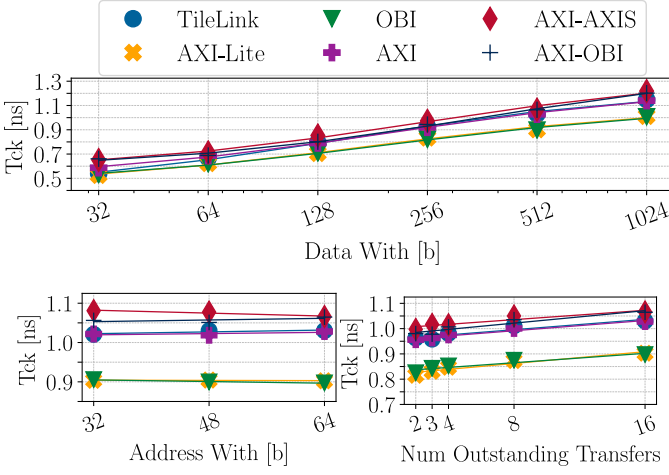 TileLink OBI AXI-AXIS
AXI-Lite AXI AXI-OBI
Tck [ns]
1.3
1.1
0.9
0.7
0.5
32 64 128 256 512 1024
Data With [b]
Tck [ns]
1.1
1.0
0.9
32 48 64
Address With [b]
Tck [ns]
1.1
1.0
0.9
0.8
0.7
2 3 4 8 16
Num Outstanding Transfers